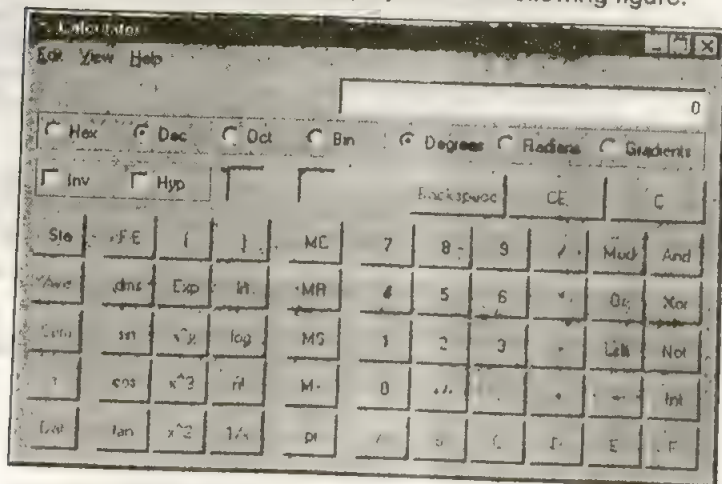 following figure.
Calculator
Edit View Help
0
Hex Dec Oct Bin Degrees Radians Gradients
Inv Hyp
Backspace CE C
Sta F-E ( ) MC 7 8 9 / Mod And
Ave dms Exp ln MR 4 5 6 * Or Xor
Sum sin x^y log MS 1 2 3 - Lsh Not
s cos x^3 n! M+ 0 +/- . + = Int
Dat tan x^2 1/x pi A B C D E F